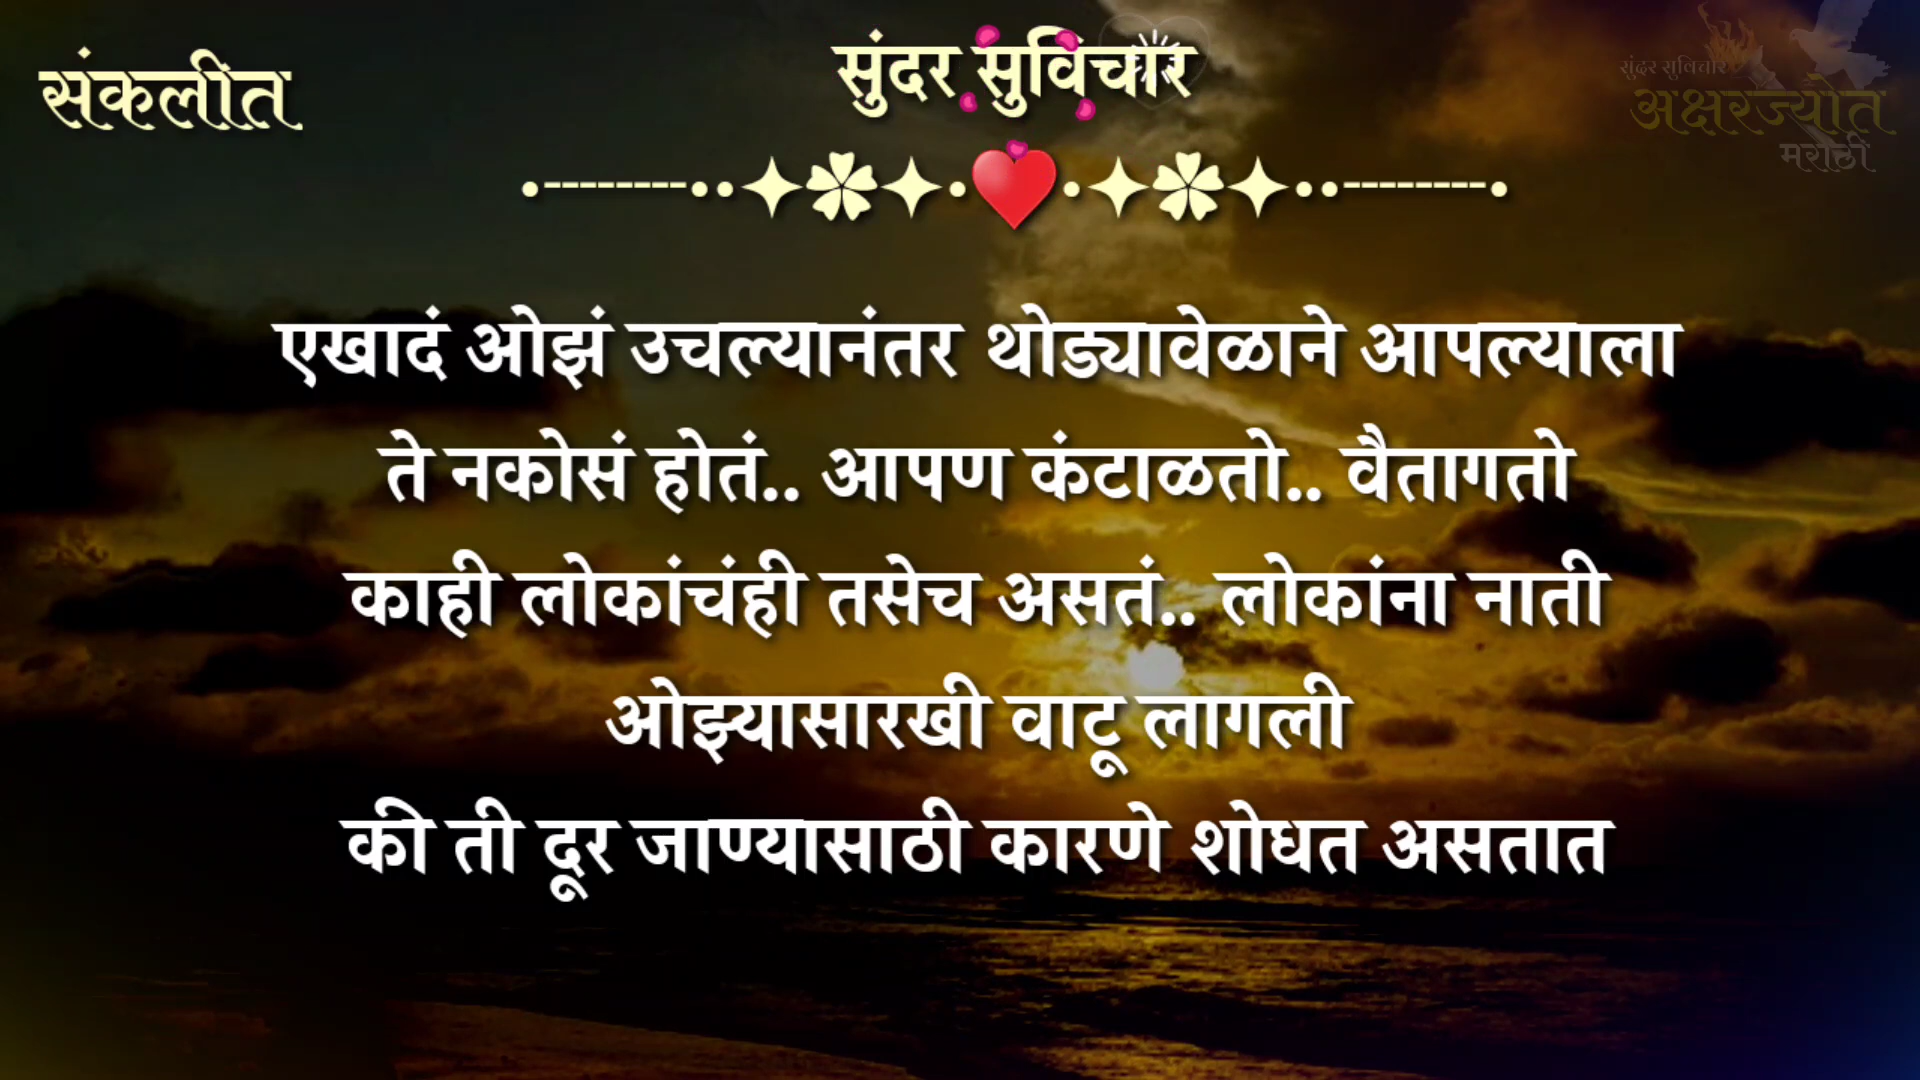 संकलीत
सुंदर सुविचार
सुंदर सुविचार
अक्षरज्योत
मराठी
एखादं ओझं उचल्यानंतर थोड्यावेळाने आपल्याला
ते नकोसं होतं.. आपण कंटाळतो.. वैतागतो
काही लोकांचंही तसेच असतं.. लोकांना नाती
ओझ्यासारखी वाटू लागली
की ती दूर जाण्यासाठी कारणे शोधत असतात